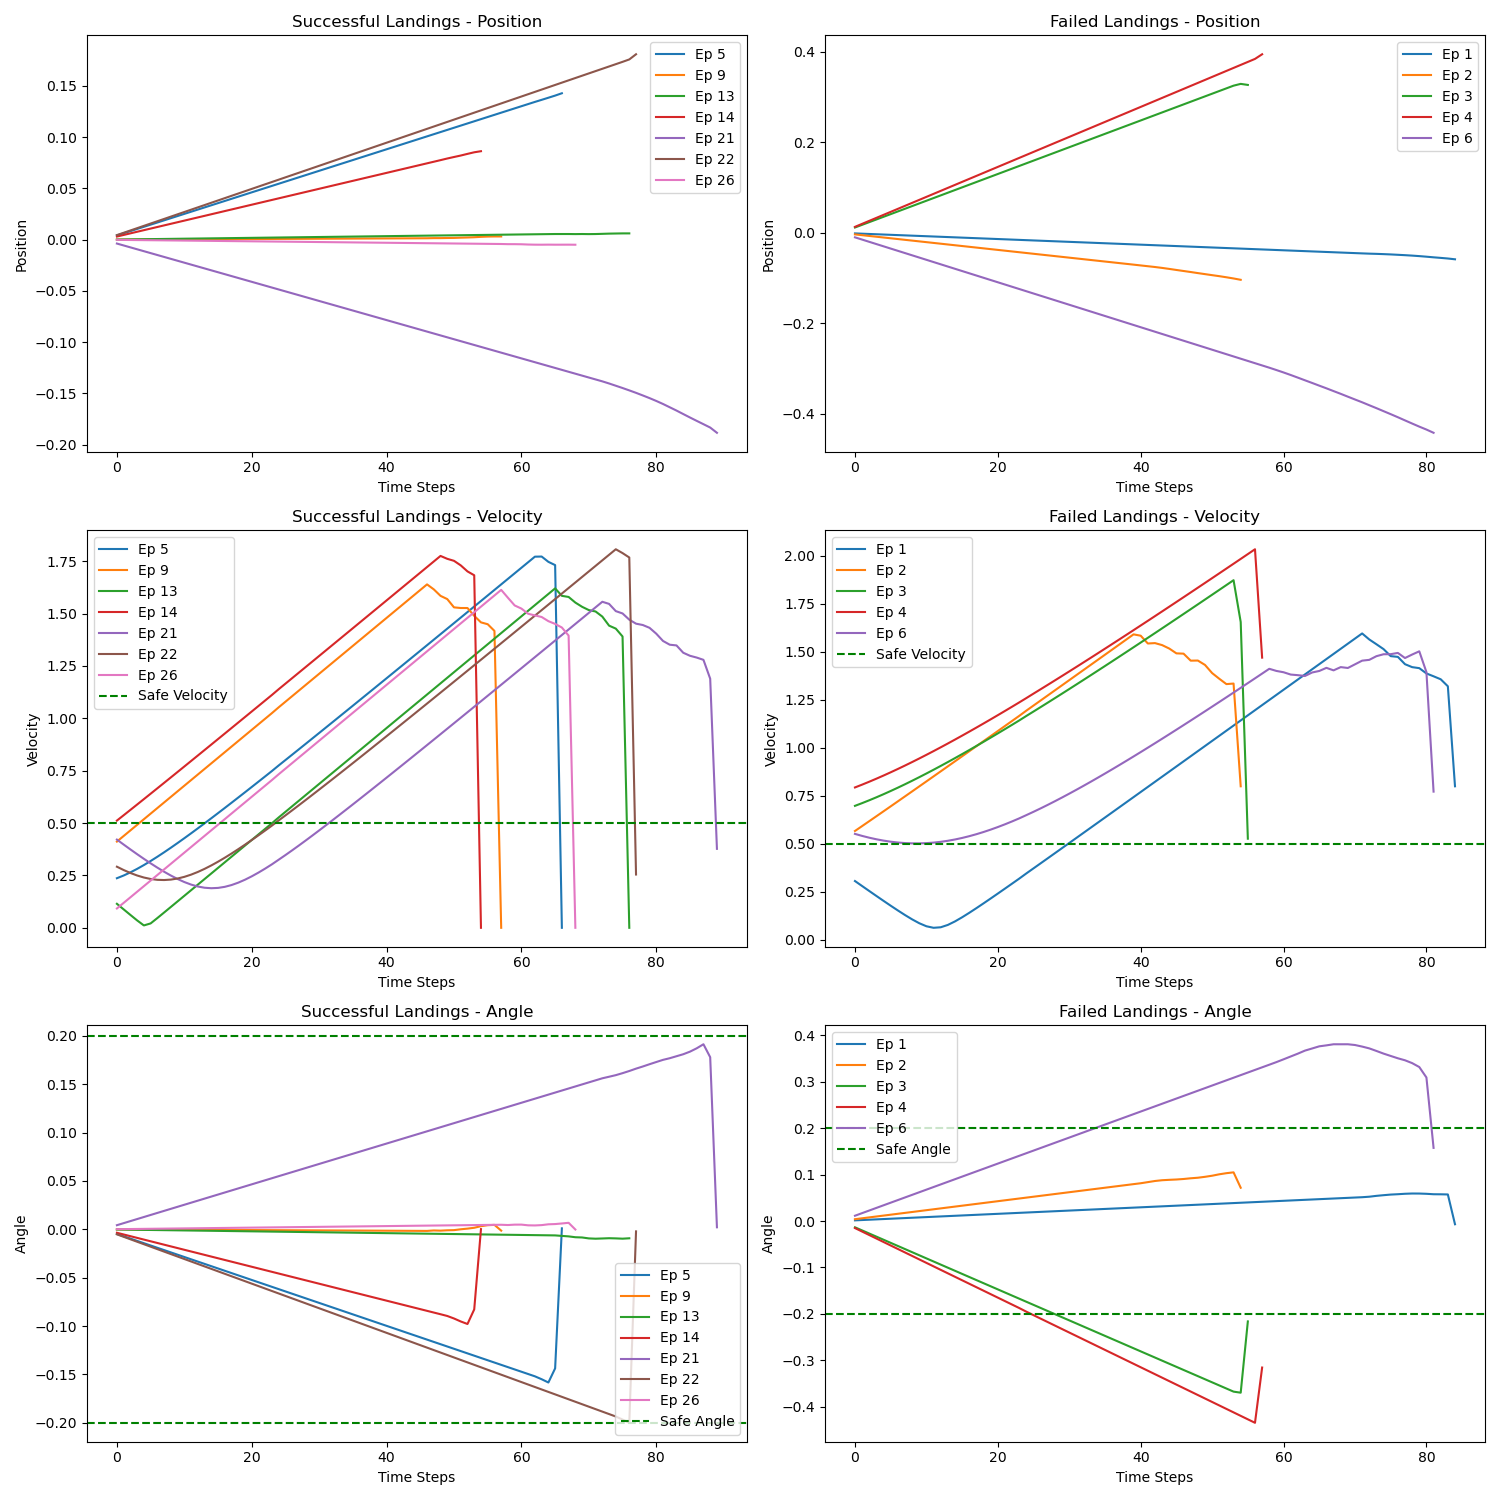 Successful Landings - Position
Position
0.15
0.10
0.05
0.00
−0.05
−0.10
−0.15
−0.20
0
20
40
60
80
Time Steps
Ep 5
Ep 9
Ep 13
Ep 14
Ep 21
Ep 22
Ep 26
Failed Landings - Position
Position
0.4
0.2
0.0
−0.2
−0.4
0
20
40
60
80
Time Steps
Ep 1
Ep 2
Ep 3
Ep 4
Ep 6
Successful Landings - Velocity
Velocity
1.75
1.50
1.25
1.00
0.75
0.50
0.25
0.00
0
20
40
60
80
Time Steps
Ep 5
Ep 9
Ep 13
Ep 14
Ep 21
Ep 22
Ep 26
Safe Velocity
Failed Landings - Velocity
Velocity
2.00
1.75
1.50
1.25
1.00
0.75
0.50
0.25
0.00
0
20
40
60
80
Time Steps
Ep 1
Ep 2
Ep 3
Ep 4
Ep 6
Safe Velocity
Successful Landings - Angle
Angle
0.20
0.15
0.10
0.05
0.00
−0.05
−0.10
−0.15
−0.20
0
20
40
60
80
Time Steps
Ep 5
Ep 9
Ep 13
Ep 14
Ep 21
Ep 22
Ep 26
Safe Angle
Failed Landings - Angle
Angle
0.4
0.3
0.2
0.1
0.0
−0.1
−0.2
−0.3
−0.4
0
20
40
60
80
Time Steps
Ep 1
Ep 2
Ep 3
Ep 4
Ep 6
Safe Angle